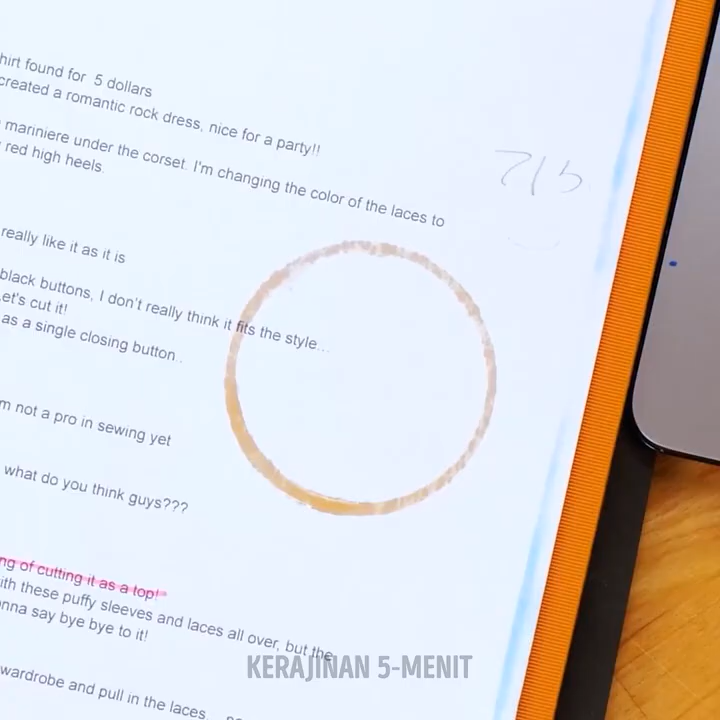 hirt found for 5 dollars
created a romantic rock dress, nice for a party!!
mariniere under the corset. I'm changing the color of the laces to
red high heels.
really like it as it is
black buttons, I don't really think it fits the style...
et's cut it!
as a single closing button..
m not a pro in sewing yet
what do you think guys???
ng of cutting it as a top!
ith these puffy sleeves and laces all over, but the
nna say bye bye to it!
wardrobe and pull in the laces...
KERAJINAN 5-MENIT